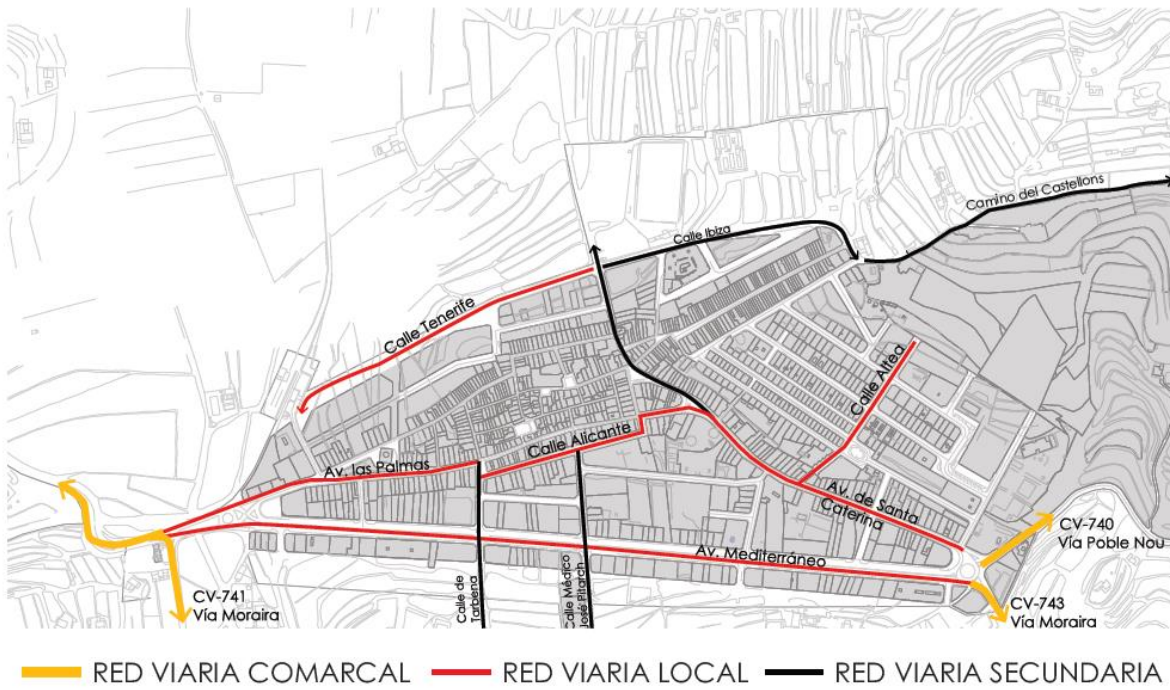 Camino del Castellons
Calle Ibiza
Calle Tenerife
Calle Altea
Calle Alicante
Av. las Palmas
Av. de Santa
Caterina
CV-740
Vía Poble Nou
Av. Mediterráneo
CV-741
Vía Moraira
Calle de
Tarbena
Calle Médico
José Pitarch
CV-743
Vía Moraira
RED VIARIA COMARCAL
RED VIARIA LOCAL
RED VIARIA SECUNDARIA